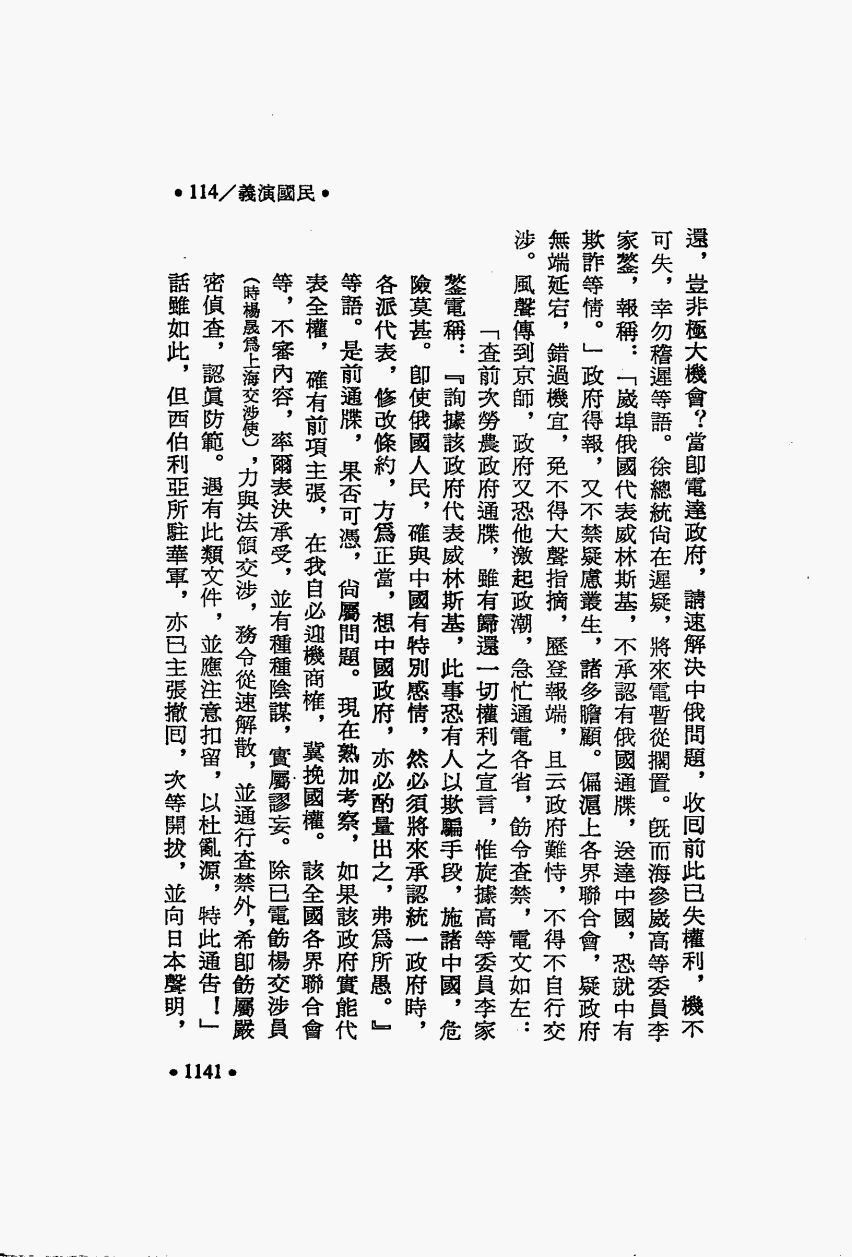 •114／義演國民•
還，豈非極大機會？當卽電達政府，請速解決中俄問題，收囘前此已失權利，機不
可失，幸勿稽遲等語。徐總統尙在遲疑，將來電暫從擱置。旣而海參崴高等委員李
家鏊，報稱：「崴埠俄國代表威林斯基，不承認有俄國通牒，送達中國，恐就中有
欺詐等情。」政府得報，又不禁疑慮叢生，諸多瞻顧。偏滬上各界聯合會，疑政府
無端延宕，錯過機宜，免不得大聲指摘，歷登報端，且云政府難恃，不得不自行交
涉。風聲傳到京師，政府又恐他激起政潮，急忙通電各省，飭令查禁，電文如左：
「查前次勞農政府通牒，雖有歸還一切權利之宣言，惟旋據高等委員李家
鏊電稱：『詢據該政府代表威林斯基，此事恐有人以欺騙手段，施諸中國，危
險莫甚。卽使俄國人民，確與中國有特別感情，然必須將來承認統一政府時，
各派代表，修改條約，方爲正當，想中國政府，亦必酌量出之，弗爲所愚。』
等語。是前通牒，果否可憑，尙屬問題。現在熟加考察，如果該政府實能代
表全權，確有前項主張，在我自必迎機商榷，冀挽國權。該全國各界聯合會
等，不審內容，率爾表決承受，並有種種陰謀，實屬謬妄。除已電飭楊交涉員
（時楊晟爲上海交涉使），力與法領交涉，務令從速解散，並通行查禁外，希卽飭屬嚴
密偵查，認眞防範。遇有此類文件，並應注意扣留，以杜亂源，特此通告！」
話雖如此，但西伯利亞所駐華軍，亦已主張撤囘，次等開拔，並向日本聲明，
•1141•